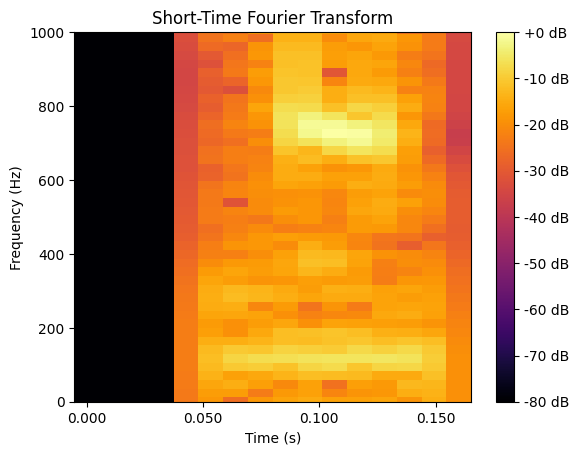 Short-Time Fourier Transform
1000
800
600
400
200
0
Frequency (Hz)
0.000
0.050
0.100
0.150
Time (s)
+0 dB
-10 dB
-20 dB
-30 dB
-40 dB
-50 dB
-60 dB
-70 dB
-80 dB